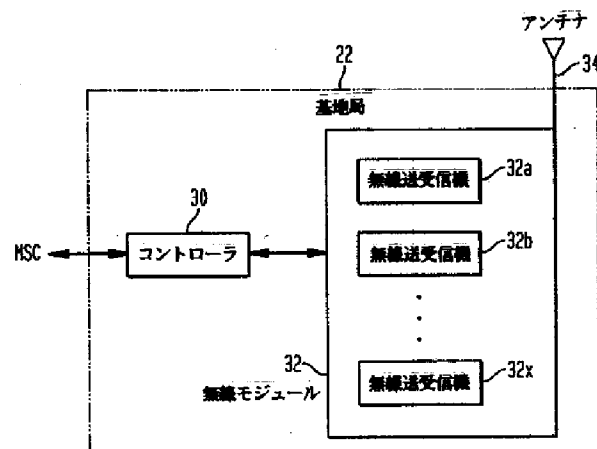 アンテナ
34
22
基地局
無線送受信機
32a
30
MSC
コントローラ
無線送受信機
32b
32
無線モジュール
無線送受信機
32x